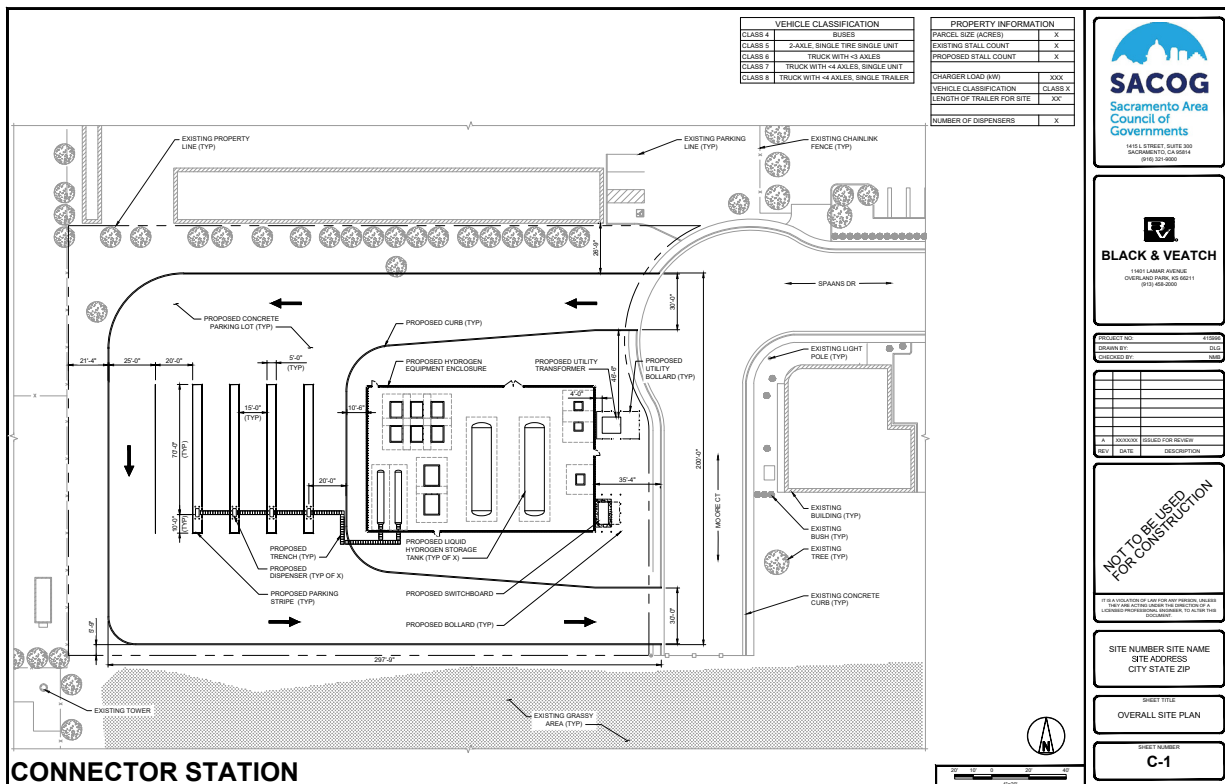 VEHICLE CLASSIFICATION
CLASS 4 BUSES
CLASS 5 2-AXLE, SINGLE TIRE SINGLE UNIT
CLASS 6 TRUCK WITH <3 AXLES
CLASS 7 TRUCK WITH <4 AXLES, SINGLE UNIT
CLASS 8 TRUCK WITH <4 AXLES, SINGLE TRAILER
PROPERTY INFORMATION
PARCEL SIZE (ACRES) X
EXISTING STALL COUNT X
PROPOSED STALL COUNT X
CHARGER LOAD (kW) XXX
VEHICLE CLASSIFICATION CLASS X
LENGTH OF TRAILER FOR SITE XX'
NUMBER OF DISPENSERS X
EXISTING PROPERTY
LINE (TYP)
EXISTING PARKING
LINE (TYP)
EXISTING CHAINLINK
FENCE (TYP)
26'-9"
SPAANS DR
30'-0"
PROPOSED CONCRETE
PARKING LOT (TYP)
PROPOSED CURB (TYP)
PROPOSED HYDROGEN
EQUIPMENT ENCLOSURE
PROPOSED UTILITY
TRANSFORMER
PROPOSED
UTILITY
BOLLARD (TYP)
EXISTING LIGHT
POLE (TYP)
21'-4"
25'-0"
20'-0"
5'-0"
(TYP)
46'-6"
4'-0"
10'-6"
15'-0"
(TYP)
70'-0"
(TYP)
200'-0"
20'-0"
35'-4"
MOORE CT
10'-0"
(TYP)
PROPOSED
TRENCH (TYP)
PROPOSED
DISPENSER (TYP OF X)
PROPOSED PARKING
STRIPE (TYP)
PROPOSED LIQUID
HYDROGEN STORAGE
TANK (TYP OF X)
PROPOSED SWITCHBOARD
PROPOSED BOLLARD (TYP)
EXISTING
BUILDING (TYP)
EXISTING
BUSH (TYP)
EXISTING
TREE (TYP)
EXISTING CONCRETE
CURB (TYP)
30'-0"
297'-9"
EXISTING TOWER
EXISTING GRASSY
AREA (TYP)
N
20' 10' 0 20' 40'
CONNECTOR STATION
SACOG
Sacramento Area
Council of
Governments
1415 L STREET, SUITE 300
SACRAMENTO, CA 95814
(916) 321-9000
BV
BLACK & VEATCH
11401 LAMAR AVENUE
OVERLAND PARK, KS 66211
(913) 458-2000
PROJECT NO: 415996
DRAWN BY: DLG
CHECKED BY: NMB
A XX/XX/XX ISSUED FOR REVIEW
REV DATE DESCRIPTION
NOT TO BE USED
FOR CONSTRUCTION
IT IS A VIOLATION OF LAW FOR ANY PERSON, UNLESS
THEY ARE ACTING UNDER THE DIRECTION OF A
LICENSED PROFESSIONAL ENGINEER, TO ALTER THIS
DOCUMENT.
SITE NUMBER SITE NAME
SITE ADDRESS
CITY STATE ZIP
SHEET TITLE
OVERALL SITE PLAN
SHEET NUMBER
C-1